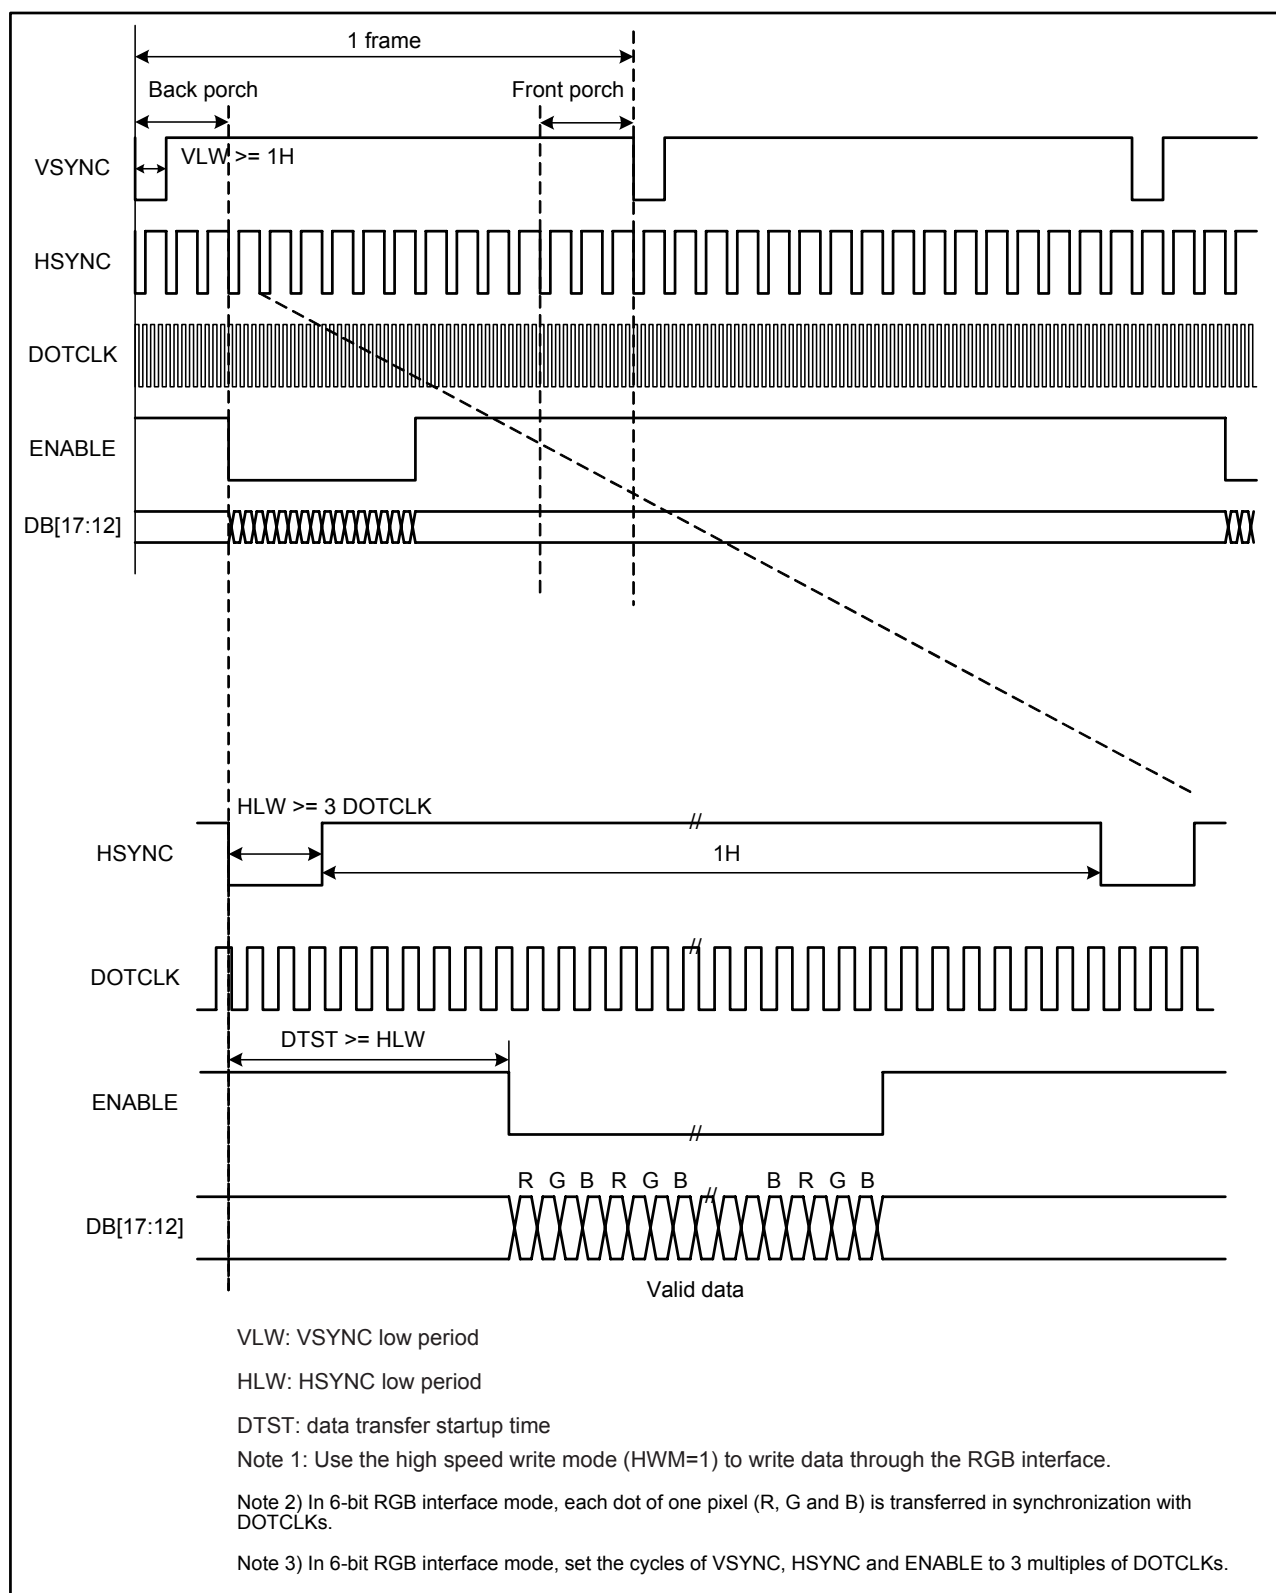 1 frame
Back porch
Front porch
VLW >= 1H
VSYNC
HSYNC
DOTCLK
ENABLE
DB[17:12]
HLW >= 3 DOTCLK
//
HSYNC
1H
//
DOTCLK
DTST >= HLW
ENABLE
//
R G B R G B // B R G B
DB[17:12]
Valid data
VLW: VSYNC low period
HLW: HSYNC low period
DTST: data transfer startup time
Note 1: Use the high speed write mode (HWM=1) to write data through the RGB interface.
Note 2) In 6-bit RGB interface mode, each dot of one pixel (R, G and B) is transferred in synchronization with
DOTCLKs.
Note 3) In 6-bit RGB interface mode, set the cycles of VSYNC, HSYNC and ENABLE to 3 multiples of DOTCLKs.